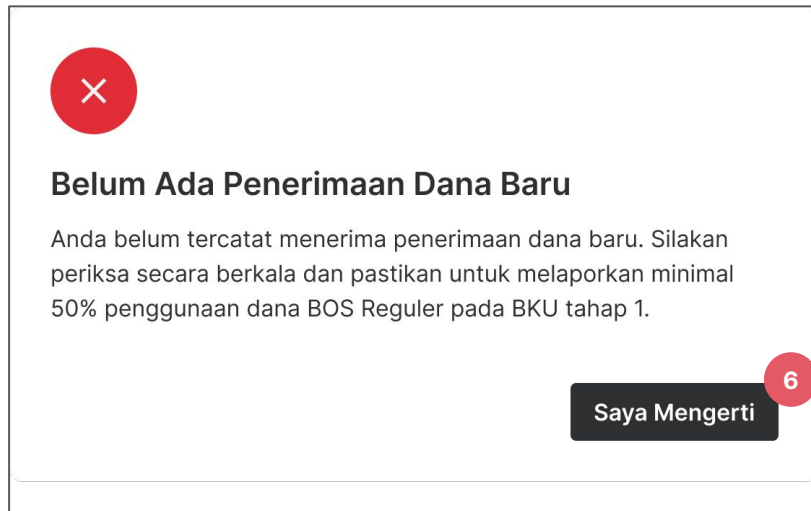 Belum Ada Penerimaan Dana Baru
Anda belum tercatat menerima penerimaan dana baru. Silakan
periksa secara berkala dan pastikan untuk melaporkan minimal
50% penggunaan dana BOS Reguler pada BKU tahap 1.
6
Saya Mengerti